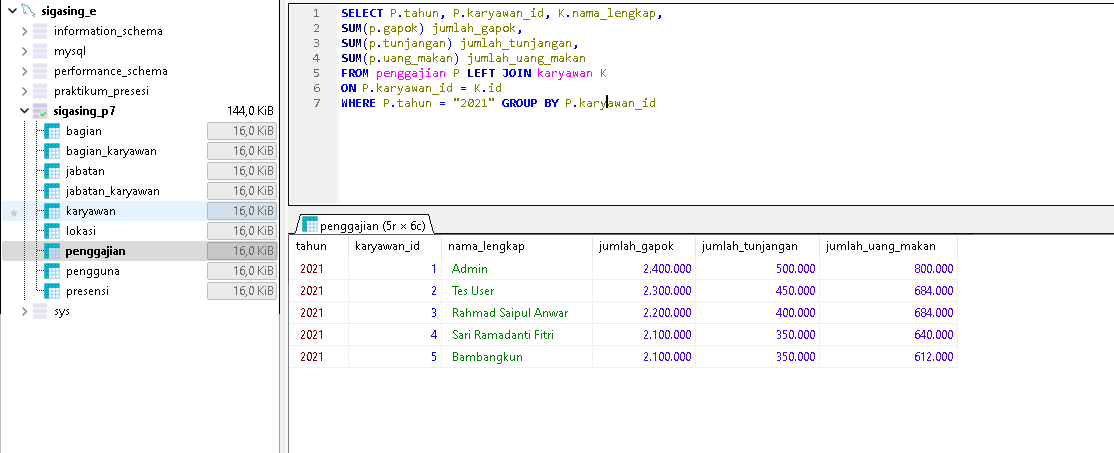 sigasing_e
information_schema
mysql
performance_schema
praktikum_presesi
sigasing_p7 144,0 KiB
bagian 16,0 KiB
bagian_karyawan 16,0 KiB
jabatan 16,0 KiB
jabatan_karyawan 16,0 KiB
karyawan 16,0 KiB
lokasi 16,0 KiB
penggajian 16,0 KiB
pengguna 16,0 KiB
presensi 16,0 KiB
sys
1 SELECT P.tahun, P.karyawan_id, K.nama_lengkap,
2 SUM(p.gapok) jumlah_gapok,
3 SUM(p.tunjangan) jumlah_tunjangan,
4 SUM(p.uang_makan) jumlah_uang_makan
5 FROM penggajian P LEFT JOIN karyawan K
6 ON P.karyawan_id = K.id
7 WHERE P.tahun = "2021" GROUP BY P.karyawan_id
penggajian (5r × 6c)
tahun karyawan_id nama_lengkap jumlah_gapok jumlah_tunjangan jumlah_uang_makan
2021 1 Admin 2.400.000 500.000 800.000
2021 2 Tes User 2.300.000 450.000 684.000
2021 3 Rahmad Saipul Anwar 2.200.000 400.000 684.000
2021 4 Sari Ramadanti Fitri 2.100.000 350.000 640.000
2021 5 Bambangkun 2.100.000 350.000 612.000